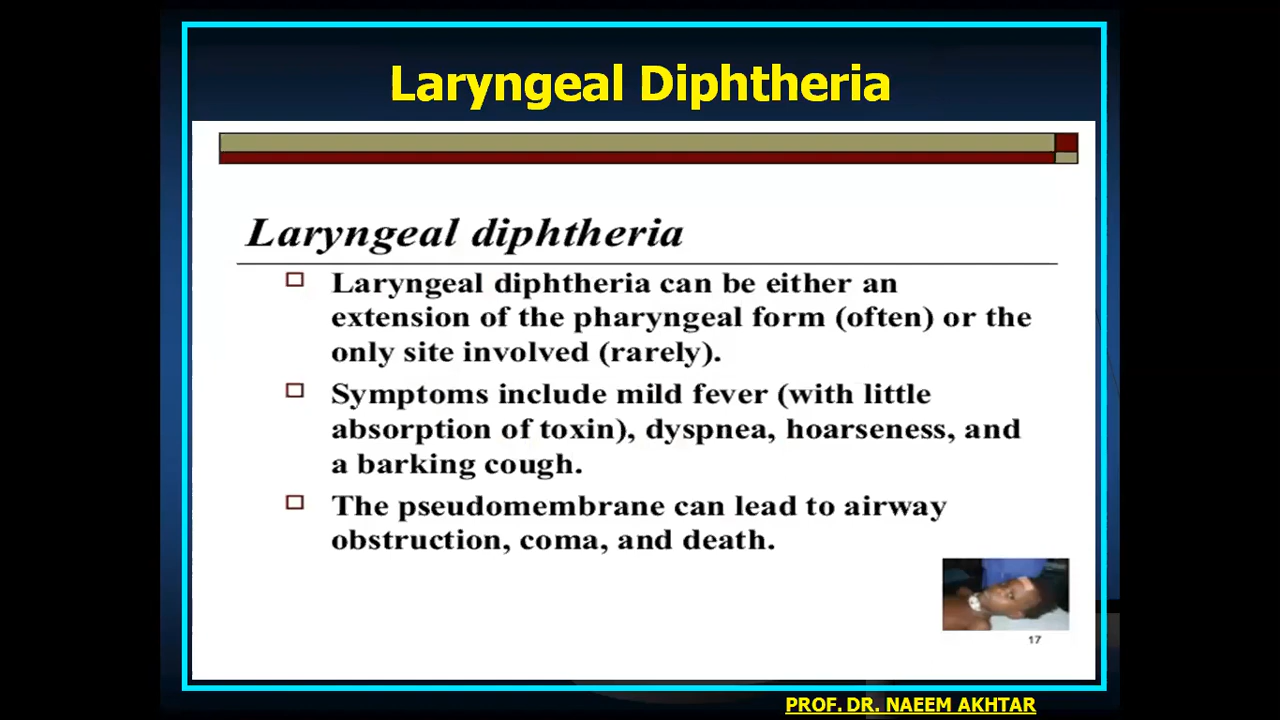 Laryngeal Diphtheria
Laryngeal diphtheria
Laryngeal diphtheria can be either an
extension of the pharyngeal form (often) or the
only site involved (rarely).
Symptoms include mild fever (with little
absorption of toxin), dyspnea, hoarseness, and
a barking cough.
The pseudomembrane can lead to airway
obstruction, coma, and death.
17
PROF. DR. NAEEM AKHTAR